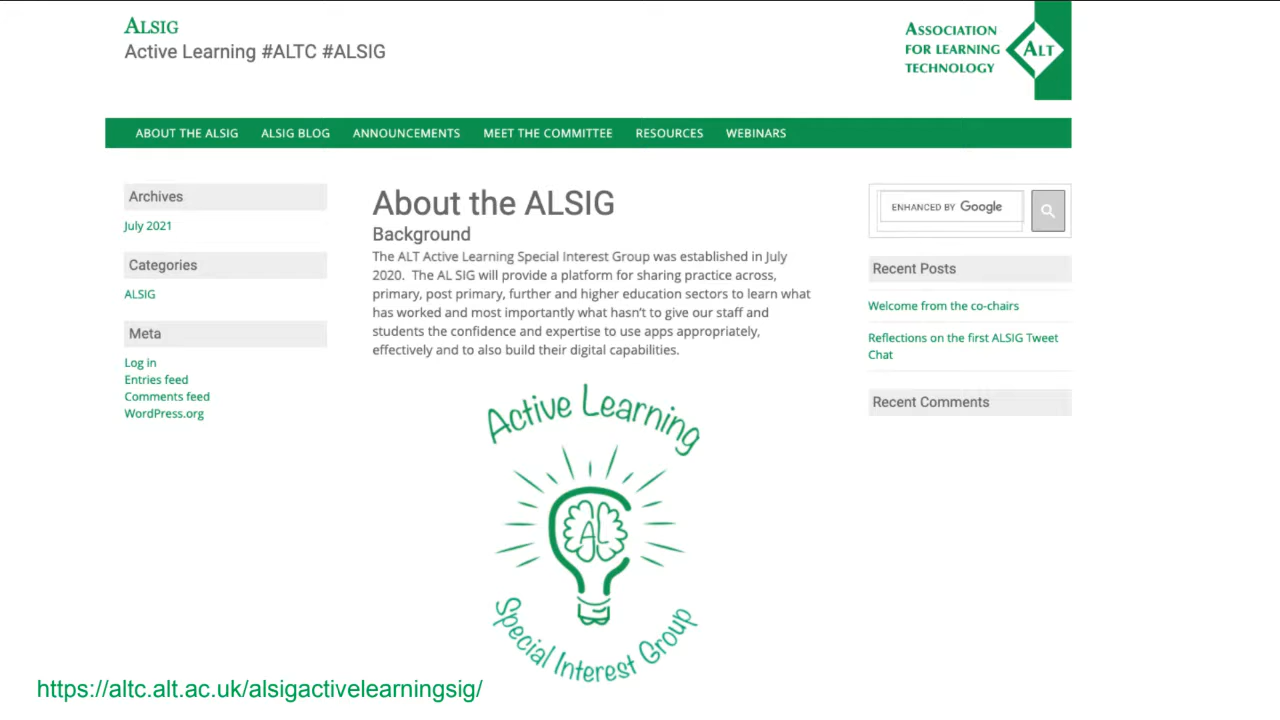 ALSIG
Active Learning #ALTC #ALSIG
ASSOCIATION
FOR LEARNING
TECHNOLOGY
ALT
ABOUT THE ALSIG
ALSIG BLOG
ANNOUNCEMENTS
MEET THE COMMITTEE
RESOURCES
WEBINARS
Archives
July 2021
Categories
ALSIG
Meta
Log in
Entries feed
Comments feed
WordPress.org
About the ALSIG
Background
The ALT Active Learning Special Interest Group was established in July
2020. The AL SIG will provide a platform for sharing practice across,
primary, post primary, further and higher education sectors to learn what
has worked and most importantly what hasn't to give our staff and
students the confidence and expertise to use apps appropriately,
effectively and to also build their digital capabilities.
Active Learning
AL
Special Interest Group
ENHANCED BY Google
Recent Posts
Welcome from the co-chairs
Reflections on the first ALSIG Tweet
Chat
Recent Comments
https://altc.alt.ac.uk/alsigactivelearningsig/